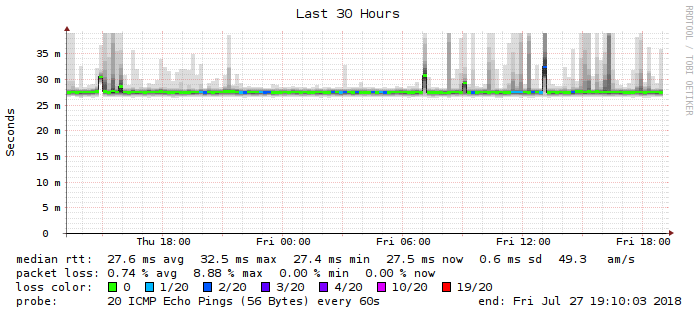 Last 30 Hours
RRDTOOL / TOBI OETIKER
Seconds
35 m
30 m
25 m
20 m
15 m
10 m
5 m
0
Thu 18:00 Fri 00:00 Fri 06:00 Fri 12:00 Fri 18:00
median rtt: 27.6 ms avg 32.5 ms max 27.4 ms min 27.5 ms now 0.6 ms sd 49.3 am/s
packet loss: 0.74 % avg 8.88 % max 0.00 % min 0.00 % now
loss color: 0 1/20 2/20 3/20 4/20 10/20 19/20
probe: 20 ICMP Echo Pings (56 Bytes) every 60s end: Fri Jul 27 19:10:03 2018